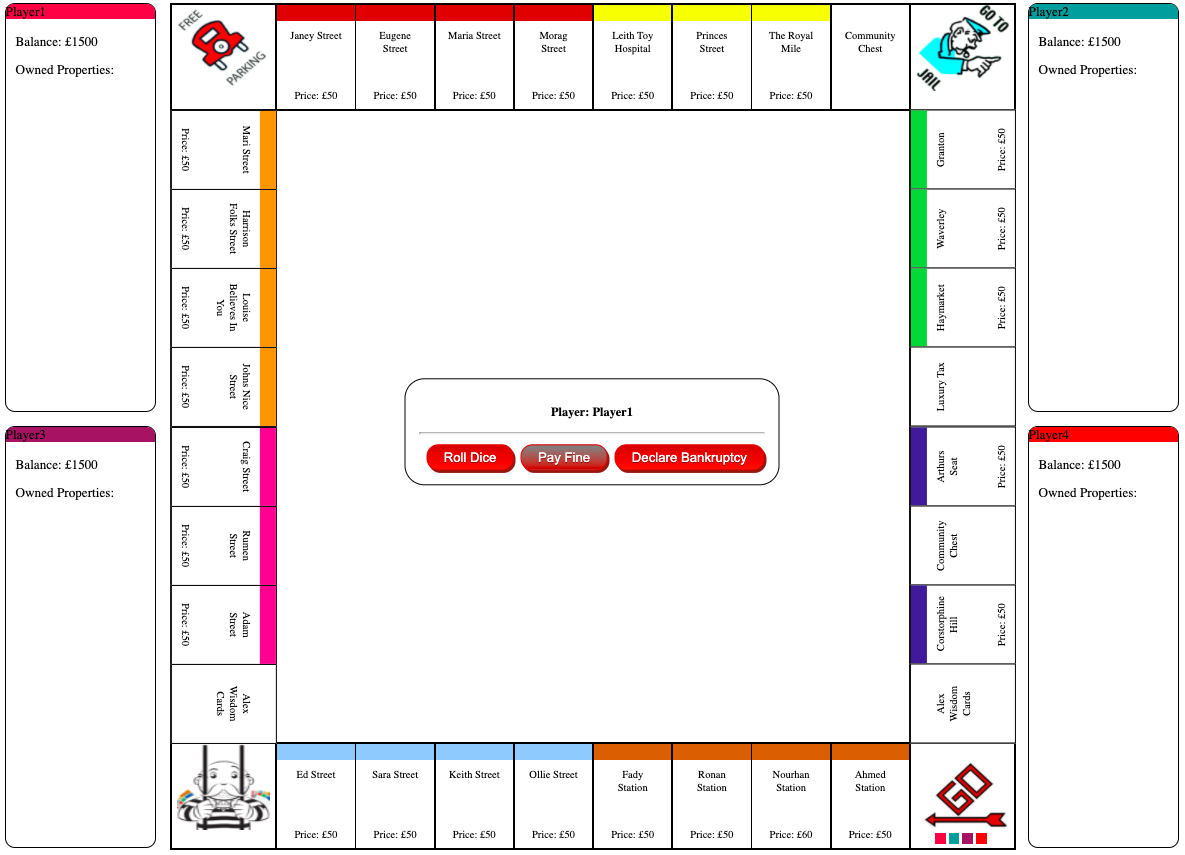 Player1
Balance: £1500
Owned Properties:
Player2
Balance: £1500
Owned Properties:
Player3
Balance: £1500
Owned Properties:
Player4
Balance: £1500
Owned Properties:
FREE
PARKING
Janey Street
Price: £50
Eugene
Street
Price: £50
Maria Street
Price: £50
Morag
Street
Price: £50
Leith Toy
Hospital
Price: £50
Princes
Street
Price: £50
The Royal
Mile
Price: £50
Community
Chest
GO TO
JAIL
Mari Street
Price: £50
Harrison
Folks Street
Price: £50
Louise
Believes In
You
Price: £50
Johns Nice
Street
Price: £50
Craig Street
Price: £50
Rumen
Street
Price: £50
Adam
Street
Price: £50
Alex
Wisdom
Cards
Granton
Price: £50
Waverley
Price: £50
Haymarket
Price: £50
Luxury Tax
Arthurs
Seat
Price: £50
Community
Chest
Corstorphine
Hill
Price: £50
Alex
Wisdom
Cards
Player: Player1
Roll Dice
Pay Fine
Declare Bankruptcy
Ed Street
Price: £50
Sara Street
Price: £50
Keith Street
Price: £50
Ollie Street
Price: £50
Fady
Station
Price: £50
Ronan
Station
Price: £50
Nourhan
Station
Price: £60
Ahmed
Station
Price: £50
GO